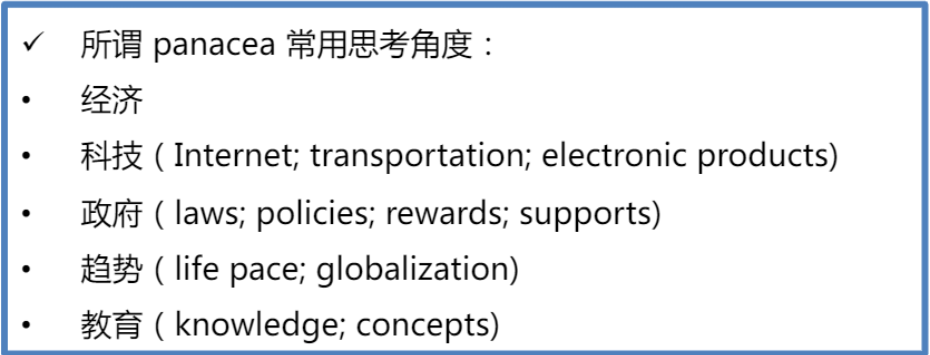 ✓ 所谓 panacea 常用思考角度：
• 经济
• 科技（Internet; transportation; electronic products)
• 政府（laws; policies; rewards; supports)
• 趋势（life pace; globalization)
• 教育（knowledge; concepts)